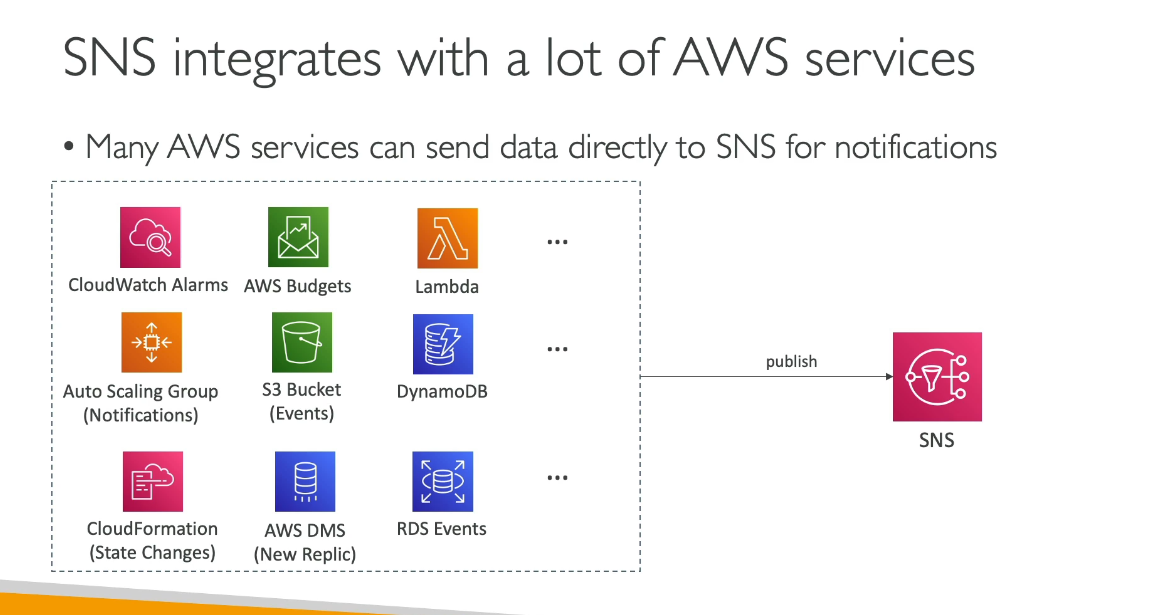 SNS integrates with a lot of AWS services
• Many AWS services can send data directly to SNS for notifications
CloudWatch Alarms
AWS Budgets
Lambda
...
Auto Scaling Group
(Notifications)
S3 Bucket
(Events)
DynamoDB
...
CloudFormation
(State Changes)
AWS DMS
(New Replic)
RDS Events
...
publish
SNS